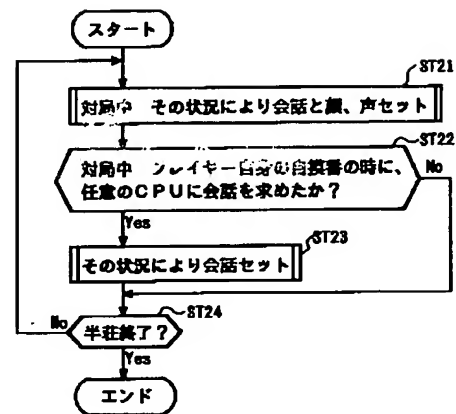 スタート
ST21
対局中 その状況により会話と顔、声セット
ST22
対局中 プレイヤー自身の自摸番の時に、
任意のCPUに会話を求めたか?
No
Yes
ST23
その状況により会話セット
ST24
No
半荘終了?
Yes
エンド